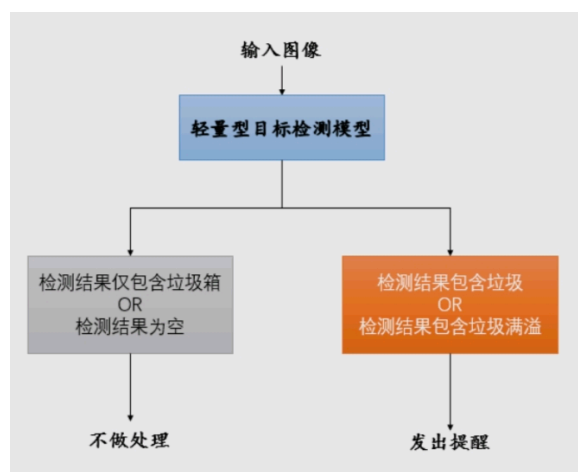 输入图像
轻量型目标检测模型
检测结果仅包含垃圾箱
OR
检测结果为空
检测结果包含垃圾
OR
检测结果包含垃圾满溢
不做处理
发出提醒